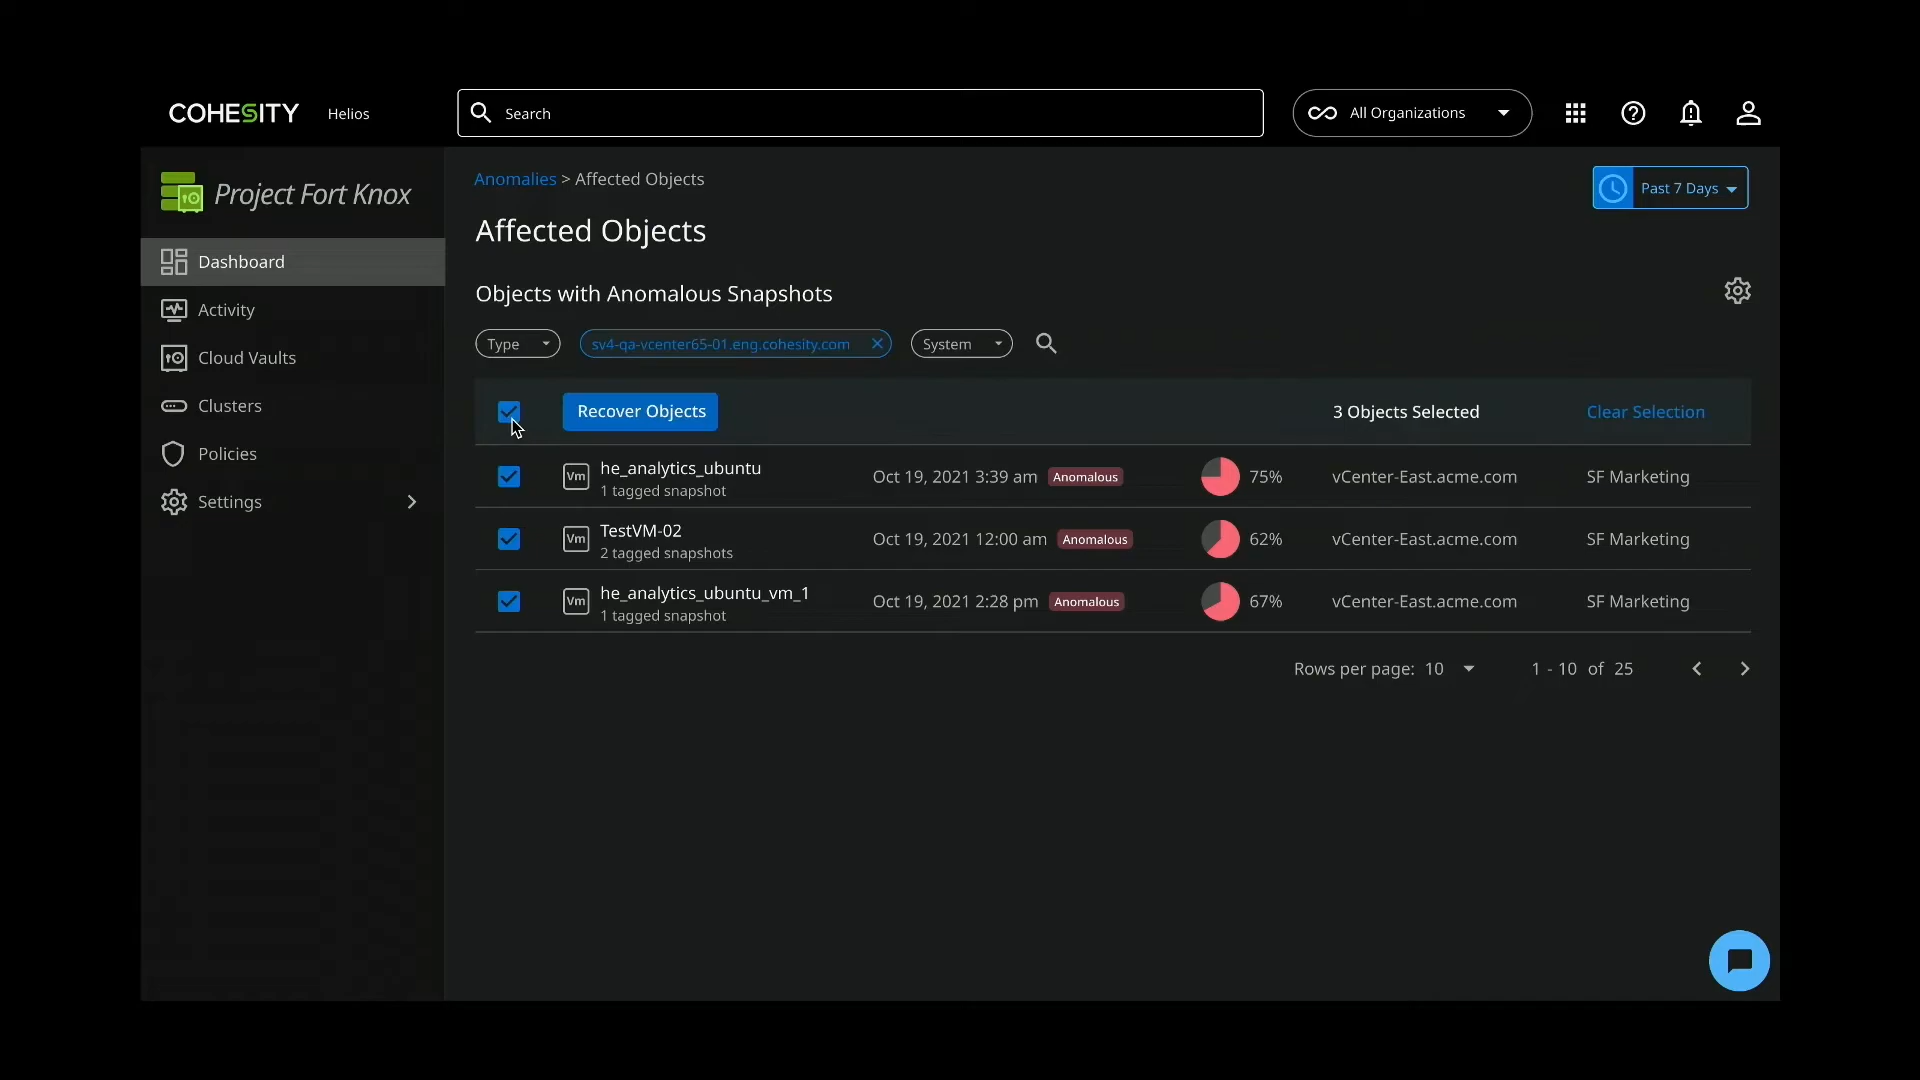 COHESITY Helios
Search
All Organizations
Project Fort Knox
Dashboard
Activity
Cloud Vaults
Clusters
Policies
Settings
Anomalies > Affected Objects
Past 7 Days
Affected Objects
Objects with Anomalous Snapshots
Type
sv4-qa-vcenter65-01.eng.cohesity.com
System
Recover Objects
3 Objects Selected
Clear Selection
Vm he_analytics_ubuntu
1 tagged snapshot
Oct 19, 2021 3:39 am Anomalous 75% vCenter-East.acme.com SF Marketing
Vm TestVM-02
2 tagged snapshots
Oct 19, 2021 12:00 am Anomalous 62% vCenter-East.acme.com SF Marketing
Vm he_analytics_ubuntu_vm_1
1 tagged snapshot
Oct 19, 2021 2:28 pm Anomalous 67% vCenter-East.acme.com SF Marketing
Rows per page: 10 1 - 10 of 25